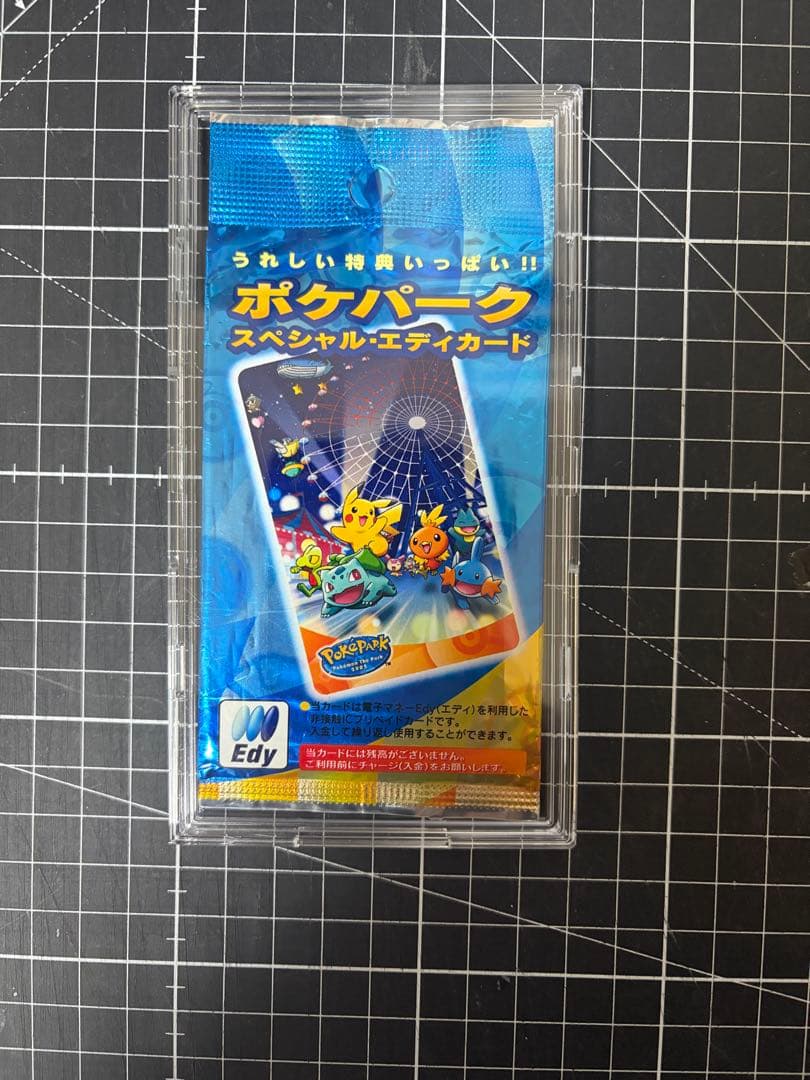 うれしい特典いっぱい!!
ポケパーク
スペシャル・エディカード
POKéPARK
Pokémon The Park
2005
●当カードは電子マネーEdy(エディ)を利用した
非接触ICプリペイドカードです。
入金して繰り返し使用することができます。
Edy
当カードには残高がございません。
ご利用前にチャージ(入金)をお願いします。